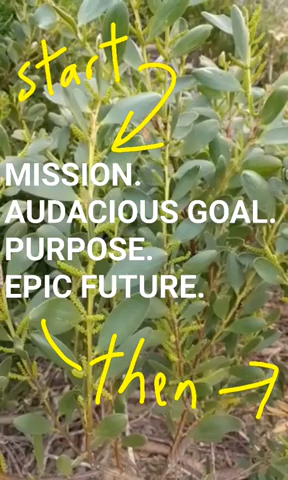 start
MISSION.
AUDACIOUS GOAL.
PURPOSE.
EPIC FUTURE.
then